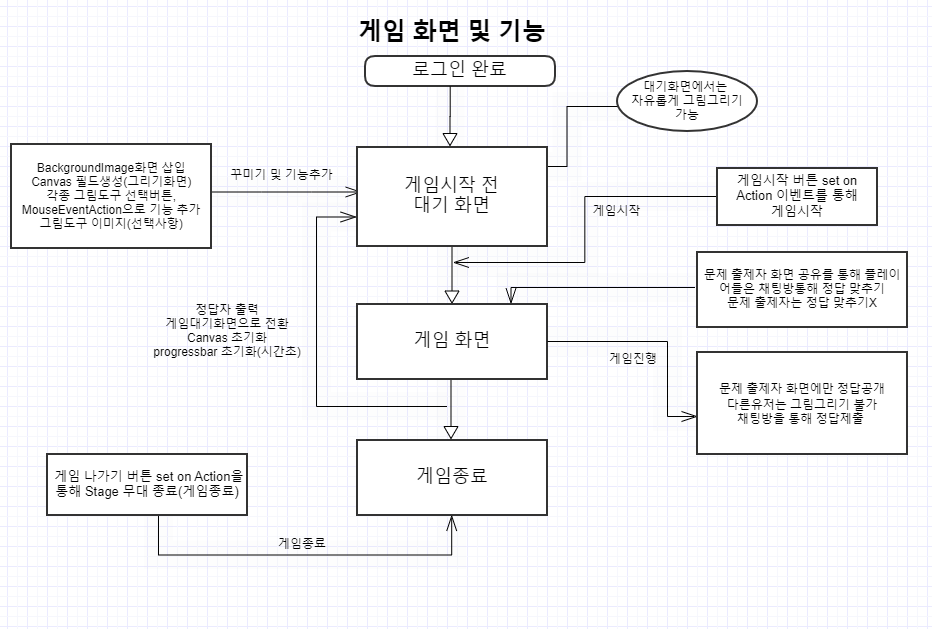 게임 화면 및 기능
로그인 완료
대기화면에서는
자유롭게 그림그리기
가능
BackgroundImage화면 삽입
Canvas 필드생성(그리기화면)
각종 그림도구 선택버튼,
MouseEventAction으로 기능 추가
그림도구 이미지(선택사항)
꾸미기 및 기능추가
게임시작 전
대기 화면
게임시작 버튼 set on
Action 이벤트를 통해
게임시작
게임시작
문제 출제자 화면 공유를 통해 플레이
어들은 채팅방통해 정답 맞추기
문제 출제자는 정답 맞추기X
정답자 출력
게임대기화면으로 전환
Canvas 초기화
progressbar 초기화(시간초)
게임 화면
게임진행
문제 출제자 화면에만 정답공개
다른유저는 그림그리기 불가
채팅방을 통해 정답제출
게임종료
게임 나가기 버튼 set on Action을
통해 Stage 무대 종료(게임종료)
게임종료